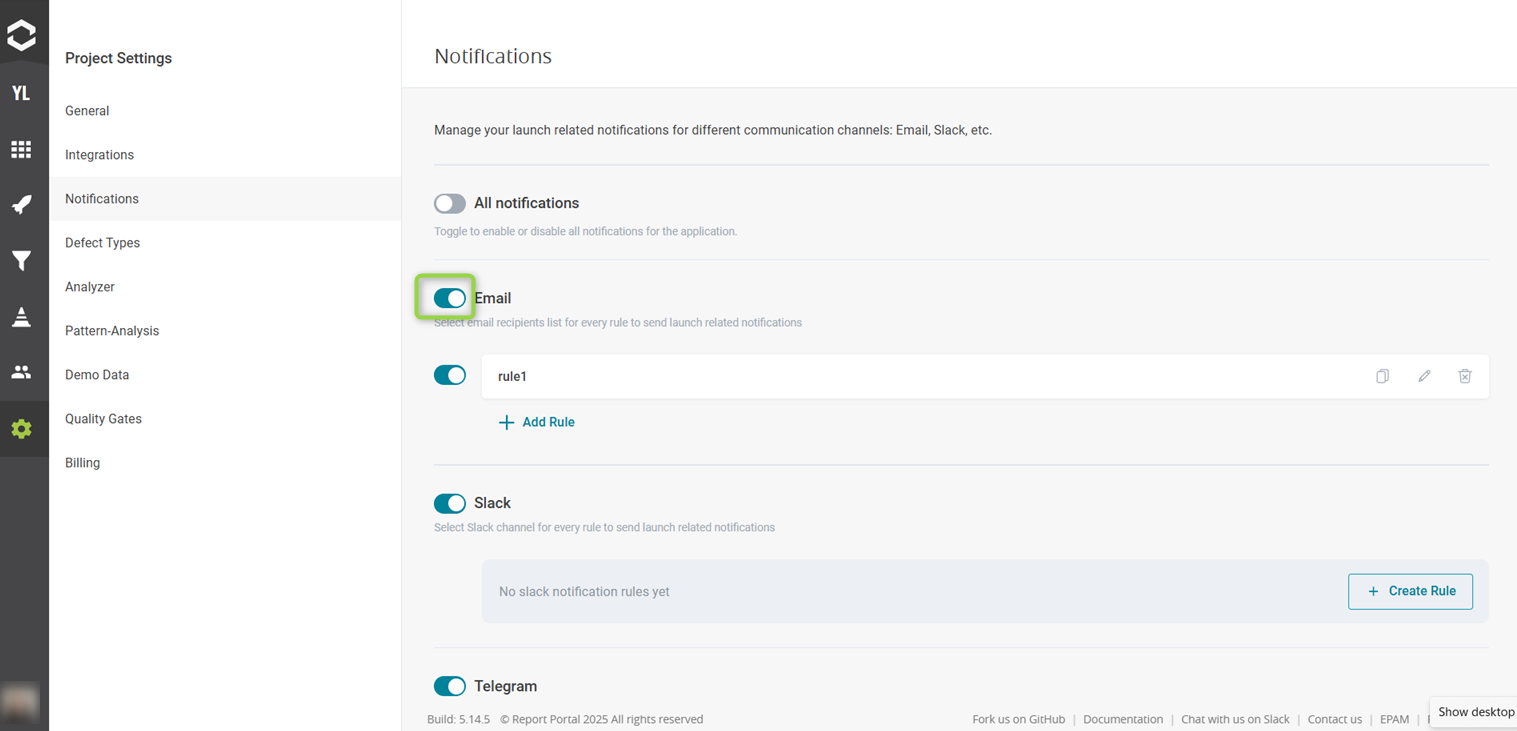 YL
Project Settings
General
Integrations
Notifications
Defect Types
Analyzer
Pattern-Analysis
Demo Data
Quality Gates
Billing
Notifications
Manage your launch related notifications for different communication channels: Email, Slack, etc.
All notifications
Toggle to enable or disable all notifications for the application.
Email
Select email recipients list for every rule to send launch related notifications
rule1
Add Rule
Slack
Select Slack channel for every rule to send launch related notifications
No slack notification rules yet
Create Rule
Telegram
Build: 5.14.5 © Report Portal 2025 All rights reserved
Fork us on GitHub | Documentation | Chat with us on Slack | Contact us | EPAM |
Show desktop